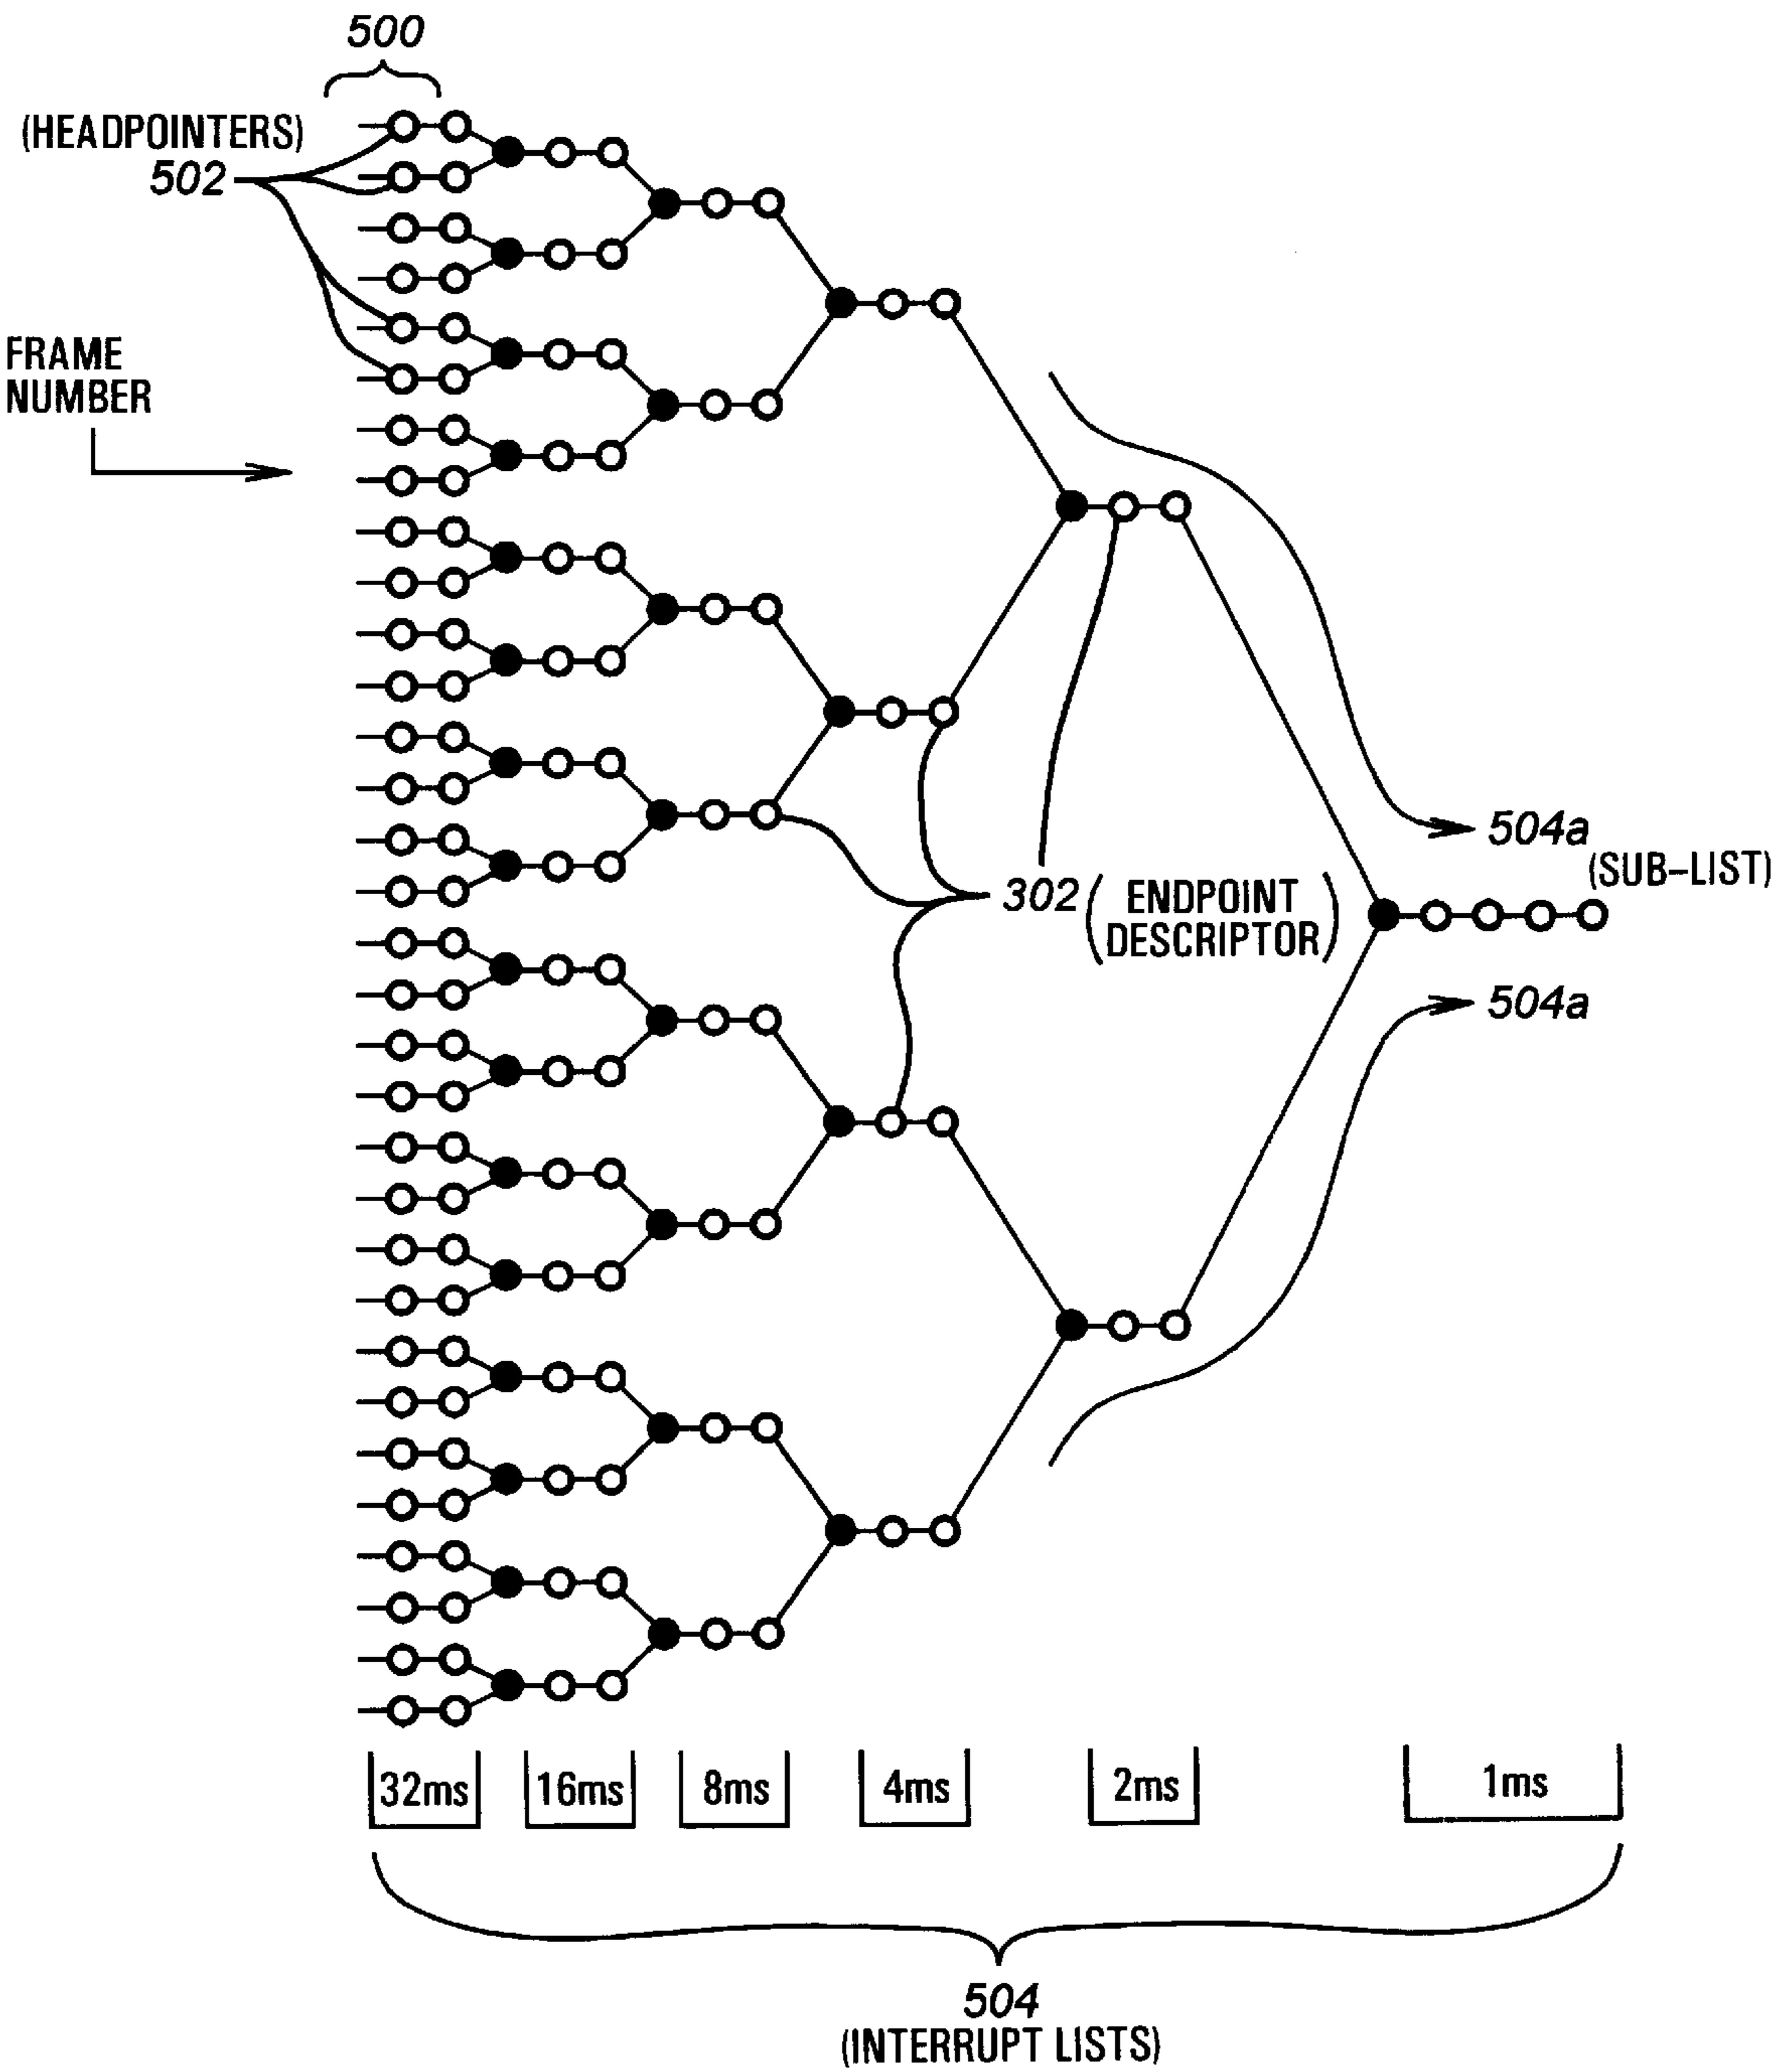 500
(HEADPOINTERS)
502
FRAME
NUMBER
504a
(SUB-LIST)
302 (ENDPOINT
DESCRIPTOR)
504a
32ms 16ms 8ms 4ms 2ms 1ms
504
(INTERRUPT LISTS)